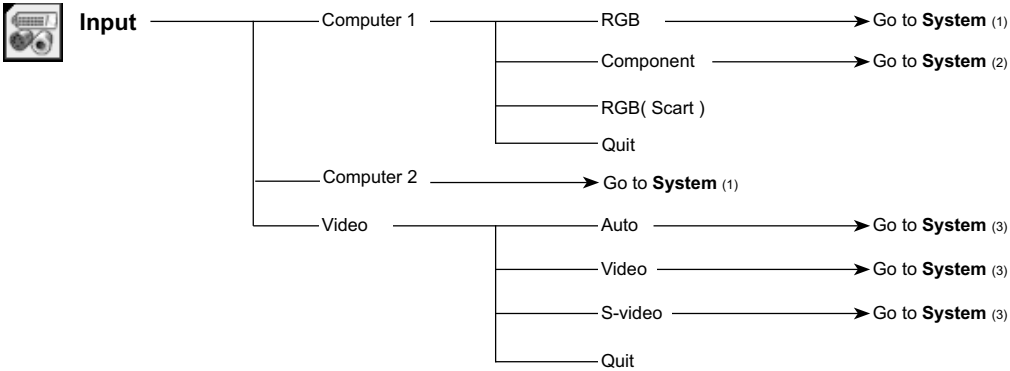 Input
Computer 1
RGB
Go to System (1)
Component
Go to System (2)
RGB( Scart )
Quit
Computer 2
Go to System (1)
Video
Auto
Go to System (3)
Video
Go to System (3)
S-video
Go to System (3)
Quit